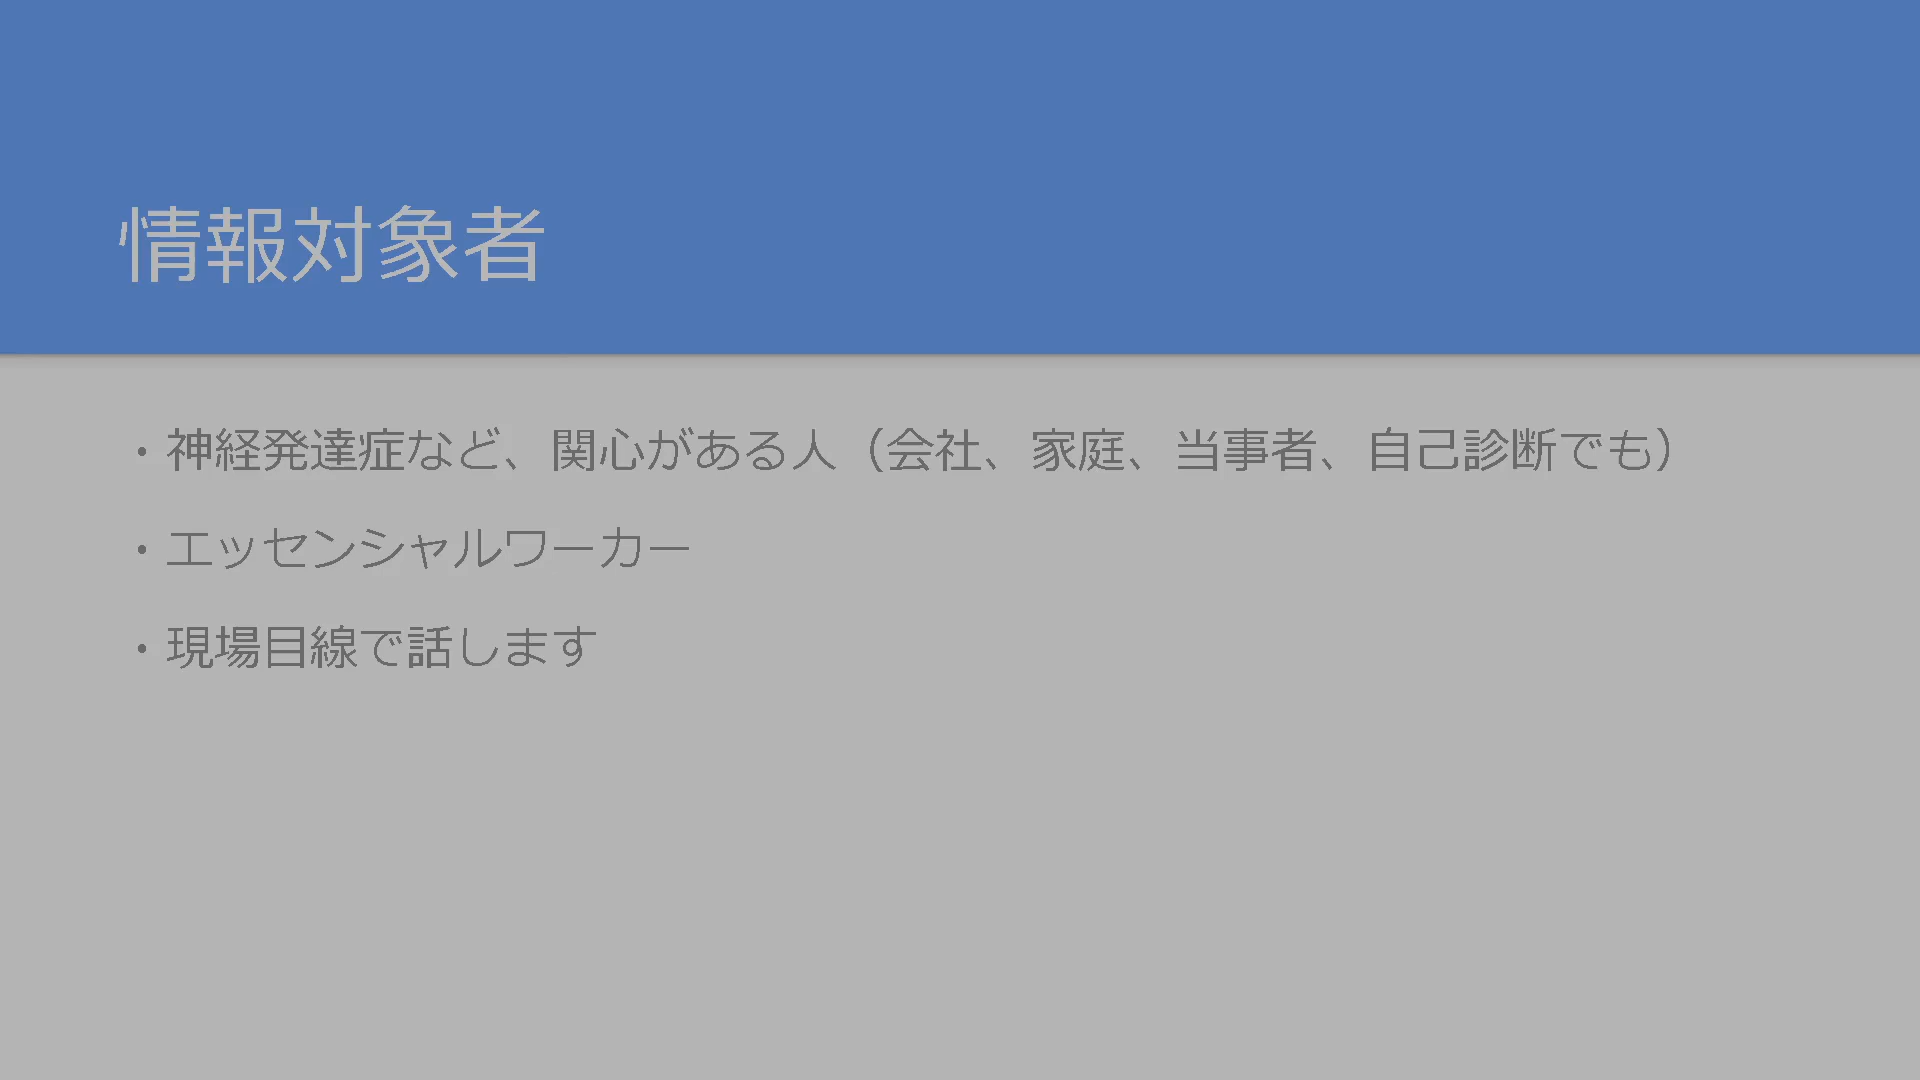 情報対象者
・神経発達症など、関心がある人（会社、家庭、当事者、自己診断でも）
・エッセンシャルワーカー
・現場目線で話します